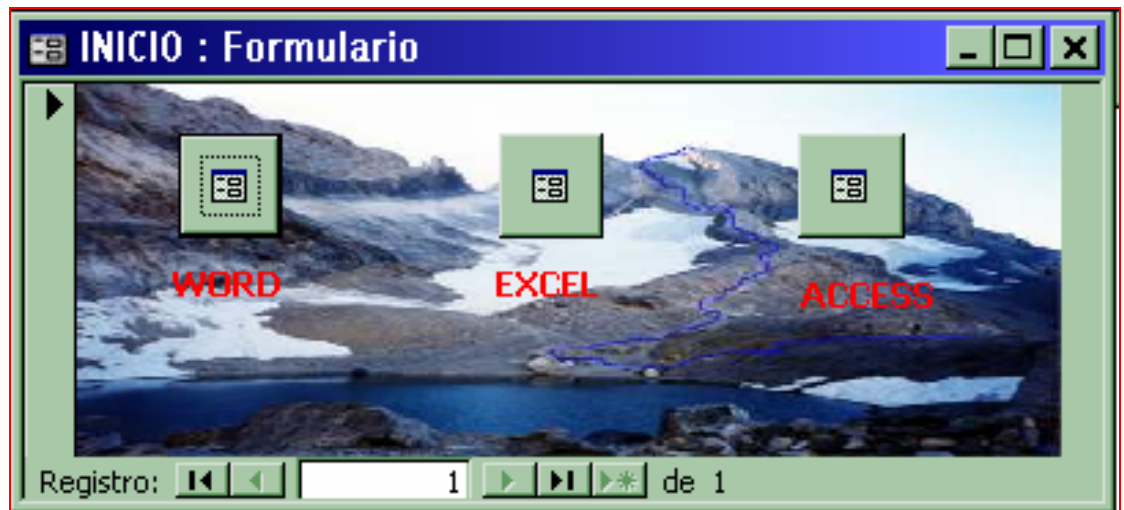 INICIO : Formulario
WORD EXCEL ACCESS
Registro: 1 de 1